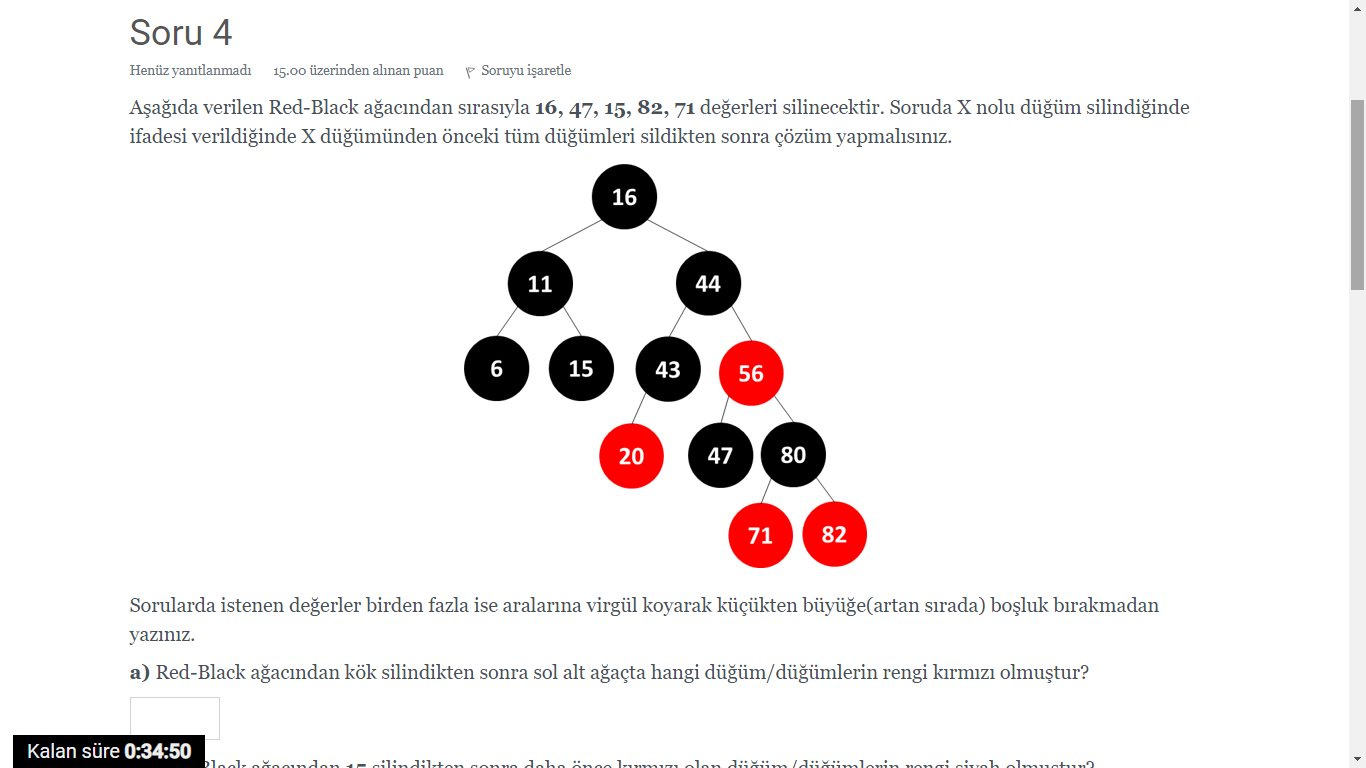 Soru 4
Henüz yanıtlanmadı 15.00 üzerinden alınan puan Soruyu işaretle
Aşağıda verilen Red-Black ağacından sırasıyla 16, 47, 15, 82, 71 değerleri silinecektir. Soruda X nolu düğüm silindiğinde
ifadesi verildiğinde X düğümünden önceki tüm düğümleri sildikten sonra çözüm yapmalısınız.
16
11 44
6 15 43 56
20 47 80
71 82
Sorularda istenen değerler birden fazla ise aralarına virgül koyarak küçükten büyüğe(artan sırada) boşluk bırakmadan
yazınız.
a) Red-Black ağacından kök silindikten sonra sol alt ağaçta hangi düğüm/düğümlerin rengi kırmızı olmuştur?
Kalan süre 0:34:50
Black ağacından 15 silindikten sonra daha önce kırmızı olan düğüm/düğümlerin rengi siyah olmuştur?